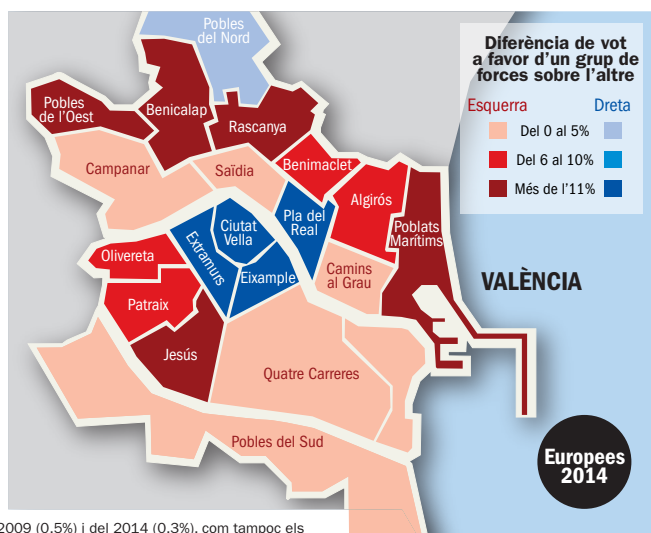 Pobles
del Nord
Diferència de vot
a favor d'un grup de
forces sobre l'altre
Esquerra
Dreta
Del 0 al 5%
Del 6 al 10%
Més de l'11%
Pobles
de l'Oest
Benicalap
Rascanya
Campanar
Saïdia
Benimaclet
Algirós
Pla del
Real
Poblats
Marítims
Ciutat
Vella
Extramurs
Eixample
Olivereta
Camins
al Grau
VALÈNCIA
Patraix
Jesús
Quatre Carreres
Pobles del Sud
Europees
2014
2009 (0,5%) i del 2014 (0,3%), com tampoc els